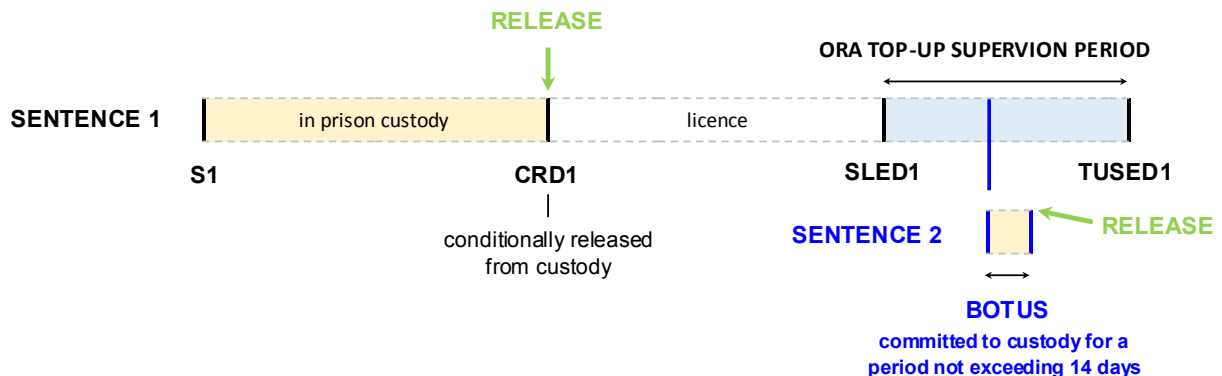 RELEASE
ORA TOP-UP SUPERVION PERIOD
SENTENCE 1
in prison custody
licence
S1
CRD1
SLED1
TUSED1
conditionally released
from custody
SENTENCE 2
RELEASE
BOTUS
committed to custody for a
period not exceeding 14 days